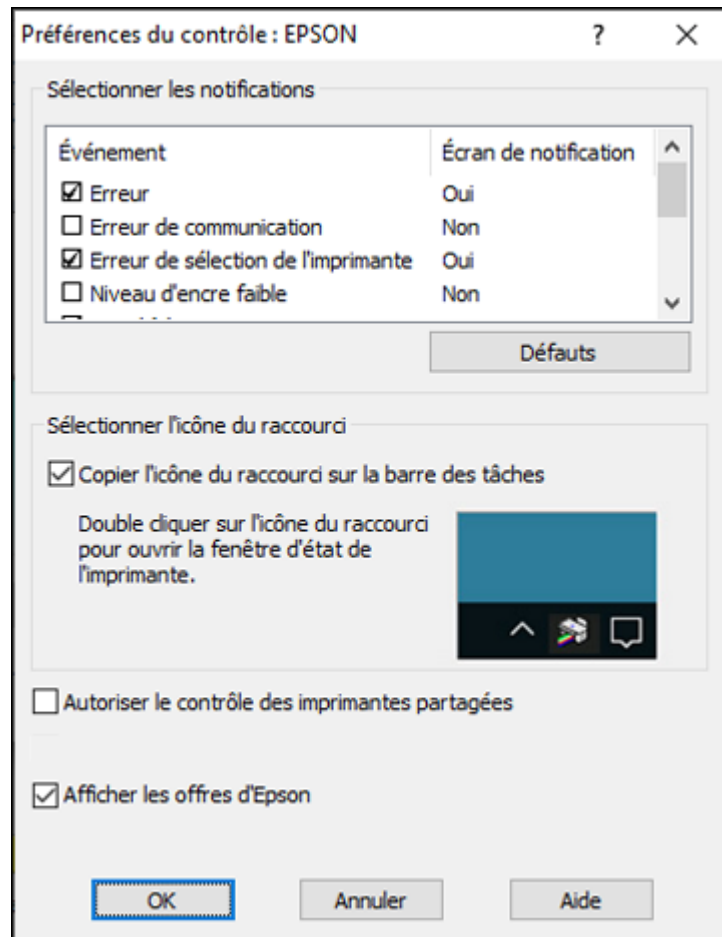 Préférences du contrôle : EPSON ?
Sélectionner les notifications
Événement Écran de notification
Erreur Oui
Erreur de communication Non
Erreur de sélection de l'imprimante Oui
Niveau d'encre faible Non
Défauts
Sélectionner l'icône du raccourci
Copier l'icône du raccourci sur la barre des tâches
Double cliquer sur l'icône du raccourci
pour ouvrir la fenêtre d'état de
l'imprimante.
Autoriser le contrôle des imprimantes partagées
Afficher les offres d'Epson
OK Annuler Aide